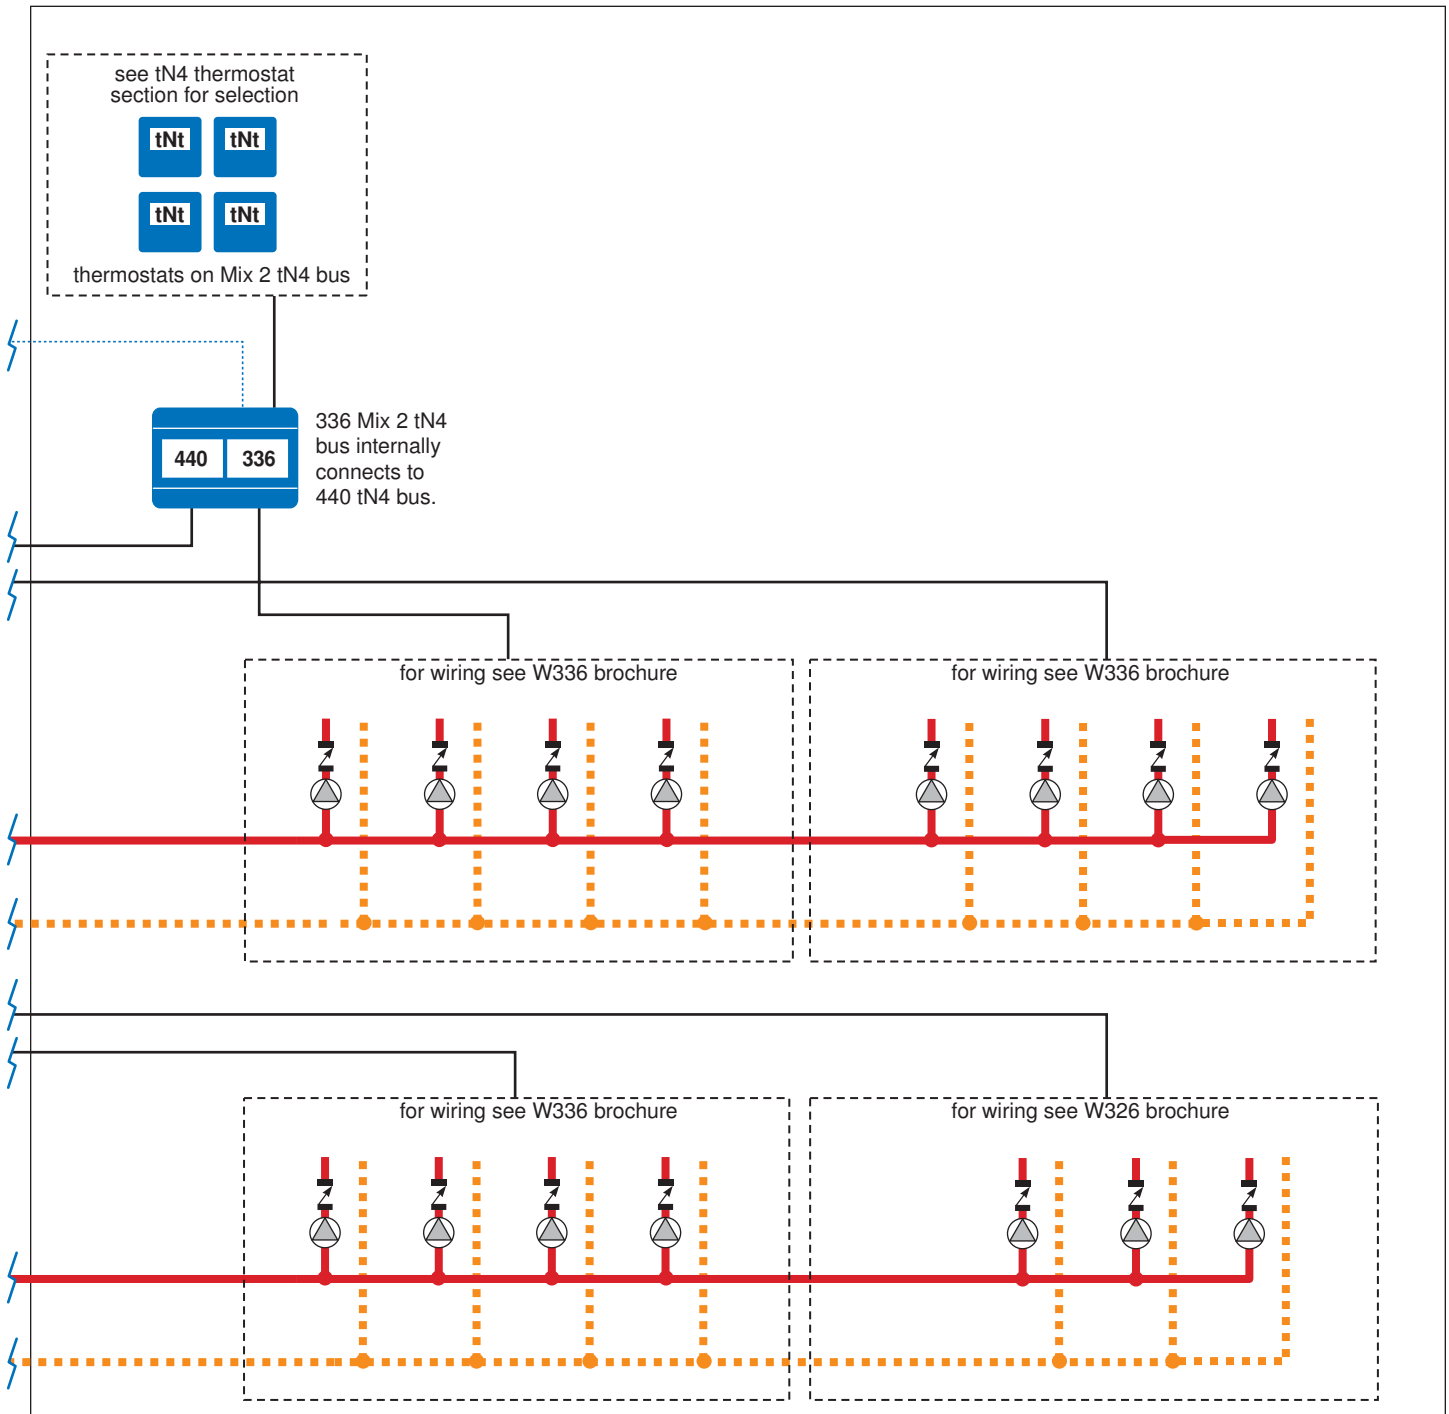 see tN4 thermostat
section for selection
tNt tNt
tNt tNt
thermostats on Mix 2 tN4 bus
440 336
336 Mix 2 tN4
bus internally
connects to
440 tN4 bus.
for wiring see W336 brochure
for wiring see W336 brochure
for wiring see W336 brochure
for wiring see W326 brochure